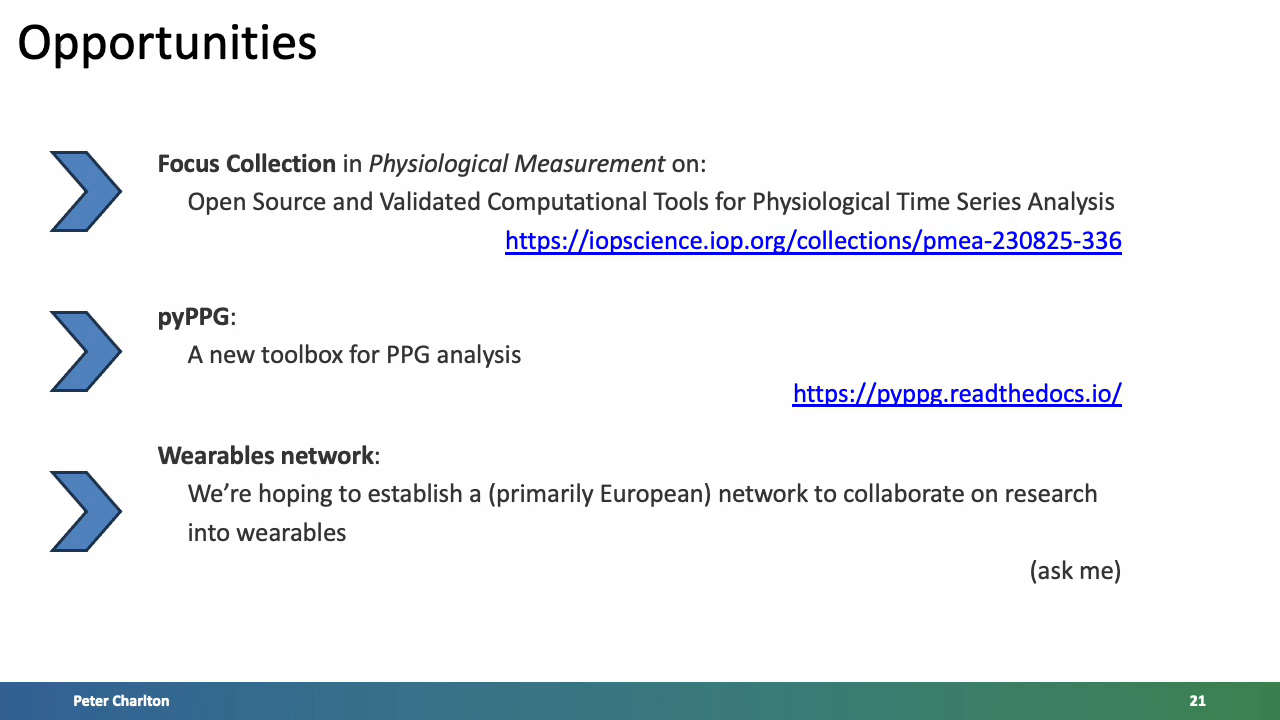 Opportunities
Focus Collection in Physiological Measurement on:
Open Source and Validated Computational Tools for Physiological Time Series Analysis
https://iopscience.iop.org/collections/pmea-230825-336
pyPPG:
A new toolbox for PPG analysis
https://pyppg.readthedocs.io/
Wearables network:
We’re hoping to establish a (primarily European) network to collaborate on research
into wearables
(ask me)
Peter Charlton
21